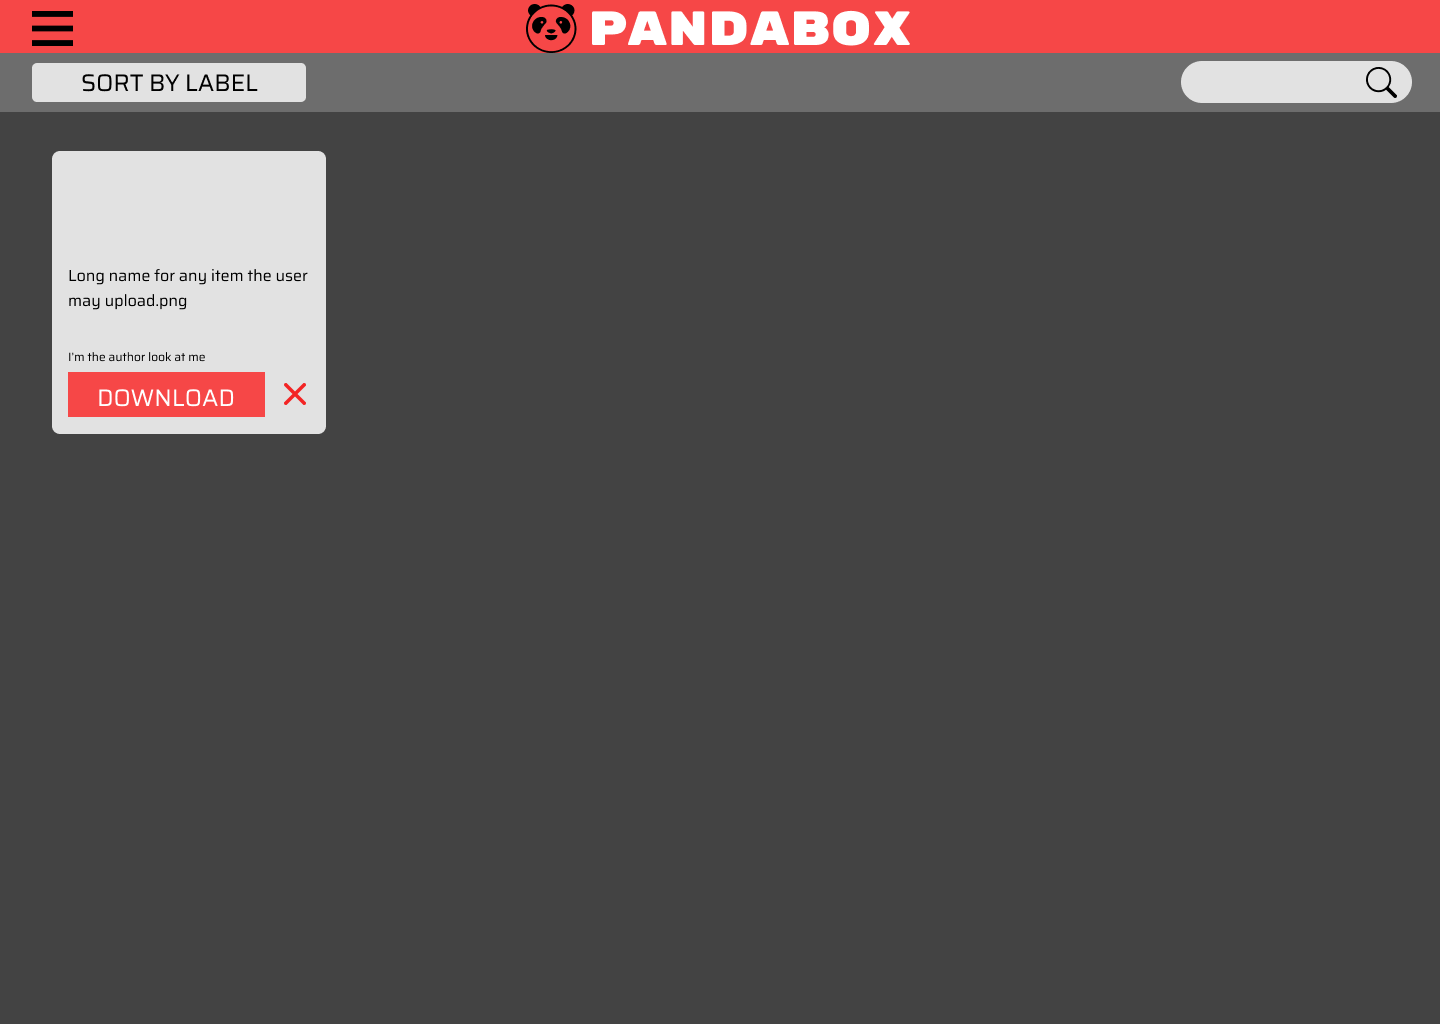 PANDABOX
SORT BY LABEL
Long name for any item the user
may upload.png
I'm the author look at me
DOWNLOAD